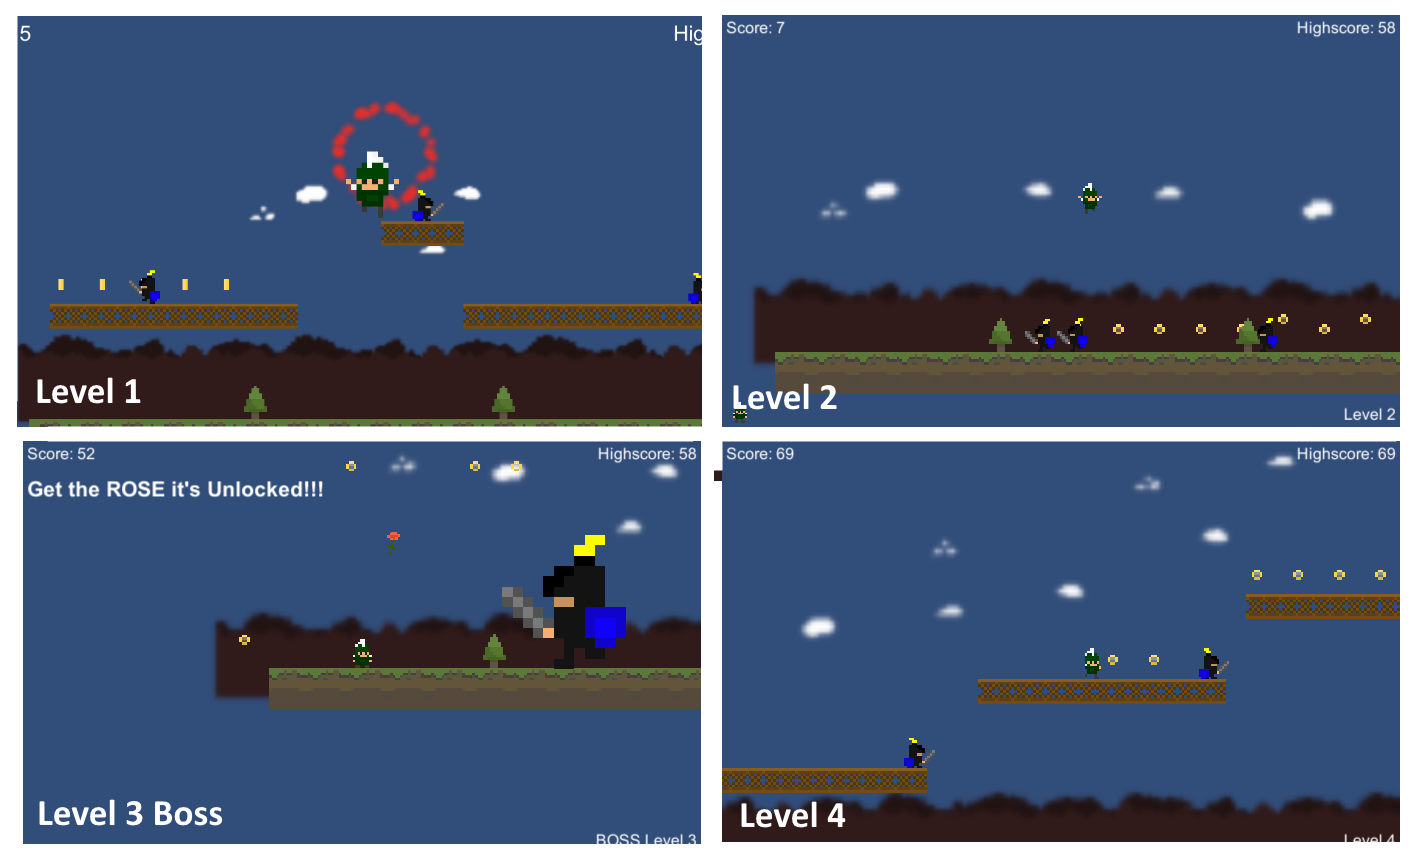 5
Hig
Level 1
Score: 7
Highscore: 58
Level 2
Level 2
Score: 52
Highscore: 58
Get the ROSE it's Unlocked!!!
Level 3 Boss
BOSS Level 3
Score: 69
Highscore: 69
Level 4
Level 4